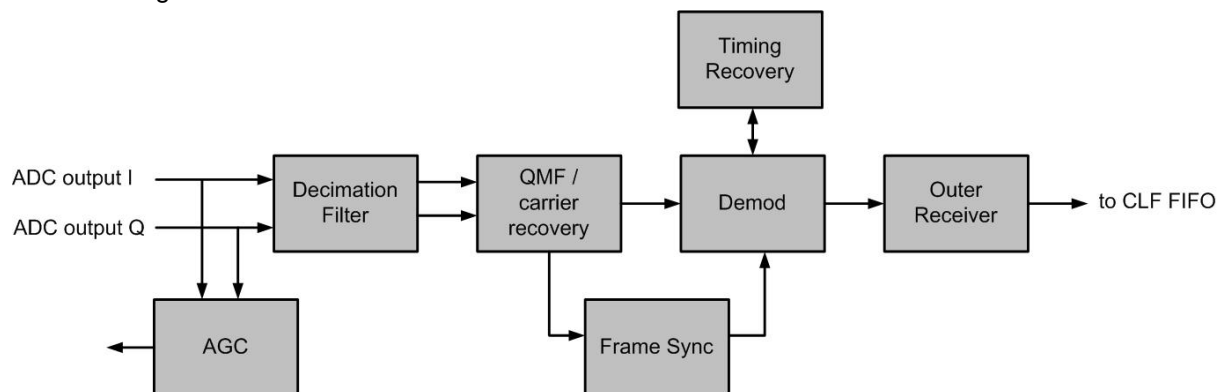 Timing
Recovery
ADC output I
ADC output Q
Decimation
Filter
QMF /
carrier
recovery
Demod
Outer
Receiver
to CLF FIFO
AGC
Frame Sync